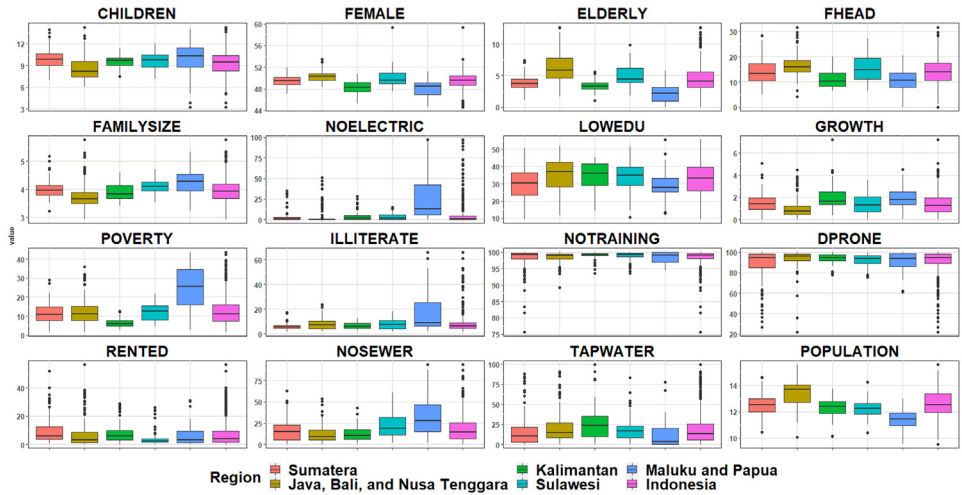 CHILDREN FEMALE ELDERLY FHEAD
12 9 6 3
60 56 52 48 44
10 5 0
30 20 10 0
FAMILYSIZE NOELECTRIC LOWEDU GROWTH
5 4 3
100 75 50 25 0
50 40 30 20 10
6 4 2 0
value
POVERTY ILLITERATE NOTRAINING DPRONE
40 30 20 10 0
60 40 20 0
100 95 90 85 80 75
100 75 50 25
RENTED NOSEWER TAPWATER POPULATION
40 20 0
75 50 25 0
100 75 50 25 0
14 12 10
Region Sumatera Kalimantan Maluku and Papua
Java, Bali, and Nusa Tenggara Sulawesi Indonesia